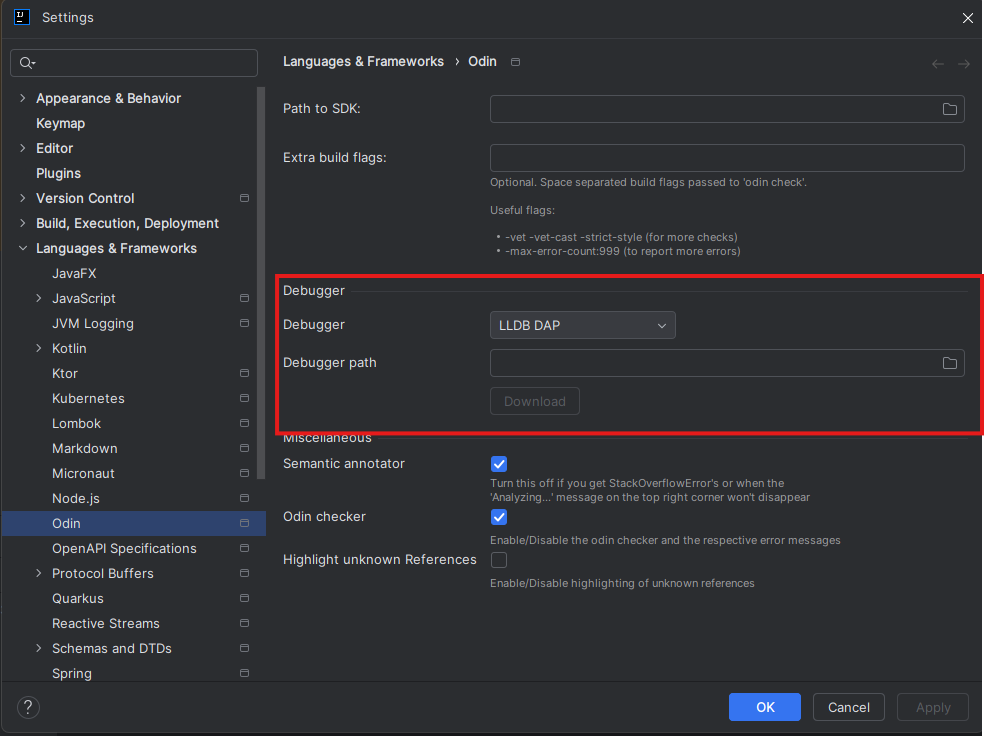 Settings
Languages & Frameworks › Odin
Appearance & Behavior
Keymap
Editor
Plugins
Version Control
Build, Execution, Deployment
Languages & Frameworks
JavaFX
JavaScript
JVM Logging
Kotlin
Ktor
Kubernetes
Lombok
Markdown
Micronaut
Node.js
Odin
OpenAPI Specifications
Protocol Buffers
Quarkus
Reactive Streams
Schemas and DTDs
Spring
Path to SDK:
Extra build flags:
Optional. Space separated build flags passed to 'odin check'.
Useful flags:
• -vet -vet-cast -strict-style (for more checks)
• -max-error-count:999 (to report more errors)
Debugger
Debugger LLDB DAP
Debugger path
Download
Miscellaneous
Semantic annotator
Turn this off if you get StackOverflowError's or when the
'Analyzing...' message on the top right corner won't disappear
Odin checker
Enable/Disable the odin checker and the respective error messages
Highlight unknown References
Enable/Disable highlighting of unknown references
?
OK Cancel Apply